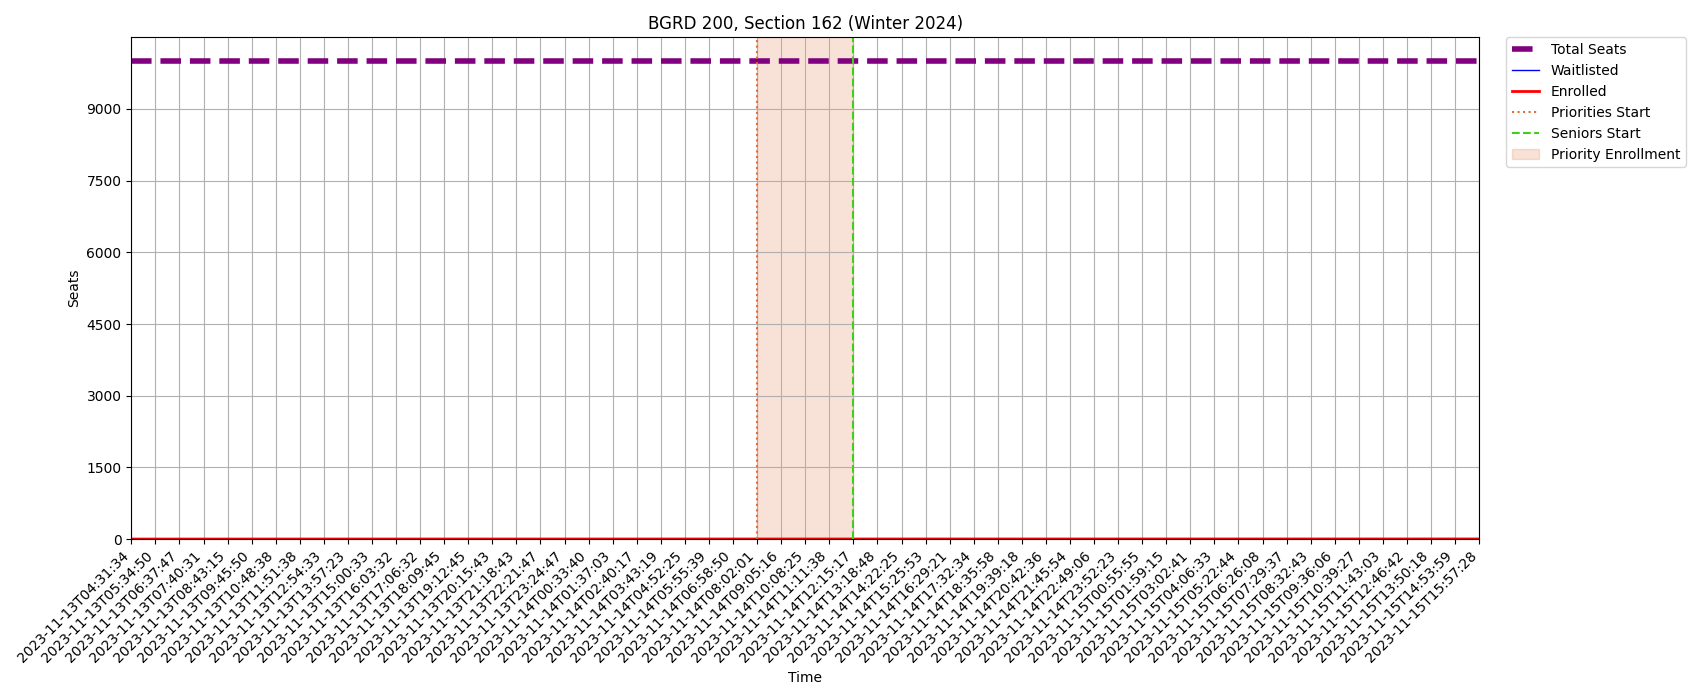 BGRD 200, Section 162 (Winter 2024)
Total Seats
Waitlisted
Enrolled
Priorities Start
Seniors Start
Priority Enrollment
Seats
9000
7500
6000
4500
3000
1500
0
2023-11-13T04:31:34
2023-11-13T05:34:50
2023-11-13T06:37:47
2023-11-13T07:40:31
2023-11-13T08:43:15
2023-11-13T09:45:50
2023-11-13T10:48:38
2023-11-13T11:51:38
2023-11-13T12:54:33
2023-11-13T13:57:23
2023-11-13T15:00:33
2023-11-13T16:03:32
2023-11-13T17:06:32
2023-11-13T18:09:45
2023-11-13T19:12:45
2023-11-13T20:15:43
2023-11-13T21:18:43
2023-11-13T22:21:47
2023-11-13T23:24:47
2023-11-14T00:33:40
2023-11-14T01:37:03
2023-11-14T02:40:17
2023-11-14T03:43:19
2023-11-14T04:52:25
2023-11-14T05:55:39
2023-11-14T06:58:50
2023-11-14T08:02:01
2023-11-14T09:05:16
2023-11-14T10:08:25
2023-11-14T11:11:38
2023-11-14T12:15:17
2023-11-14T13:18:48
2023-11-14T14:22:25
2023-11-14T15:25:53
2023-11-14T16:29:21
2023-11-14T17:32:34
2023-11-14T18:35:58
2023-11-14T19:39:18
2023-11-14T20:42:36
2023-11-14T21:45:54
2023-11-14T22:49:06
2023-11-14T23:52:23
2023-11-15T00:55:55
2023-11-15T01:59:15
2023-11-15T03:02:41
2023-11-15T04:06:33
2023-11-15T05:22:44
2023-11-15T06:26:08
2023-11-15T07:29:37
2023-11-15T08:32:43
2023-11-15T09:36:06
2023-11-15T10:39:27
2023-11-15T11:43:03
2023-11-15T12:46:42
2023-11-15T13:50:18
2023-11-15T14:53:59
2023-11-15T15:57:28
Time